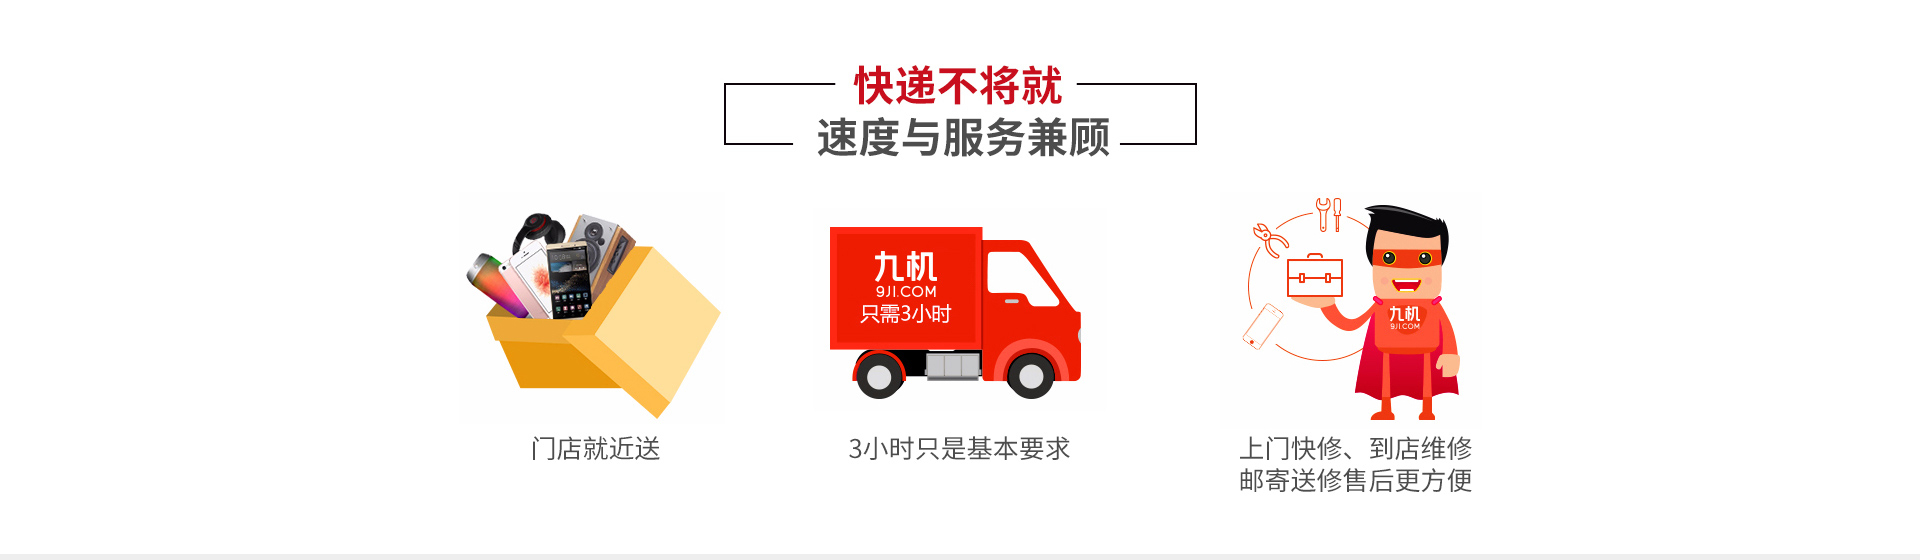 快递不将就
速度与服务兼顾
九机
9JI.COM
只需3小时
九机
9JI.COM
门店就近送
3小时只是基本要求
上门快修、到店维修
邮寄送修售后更方便